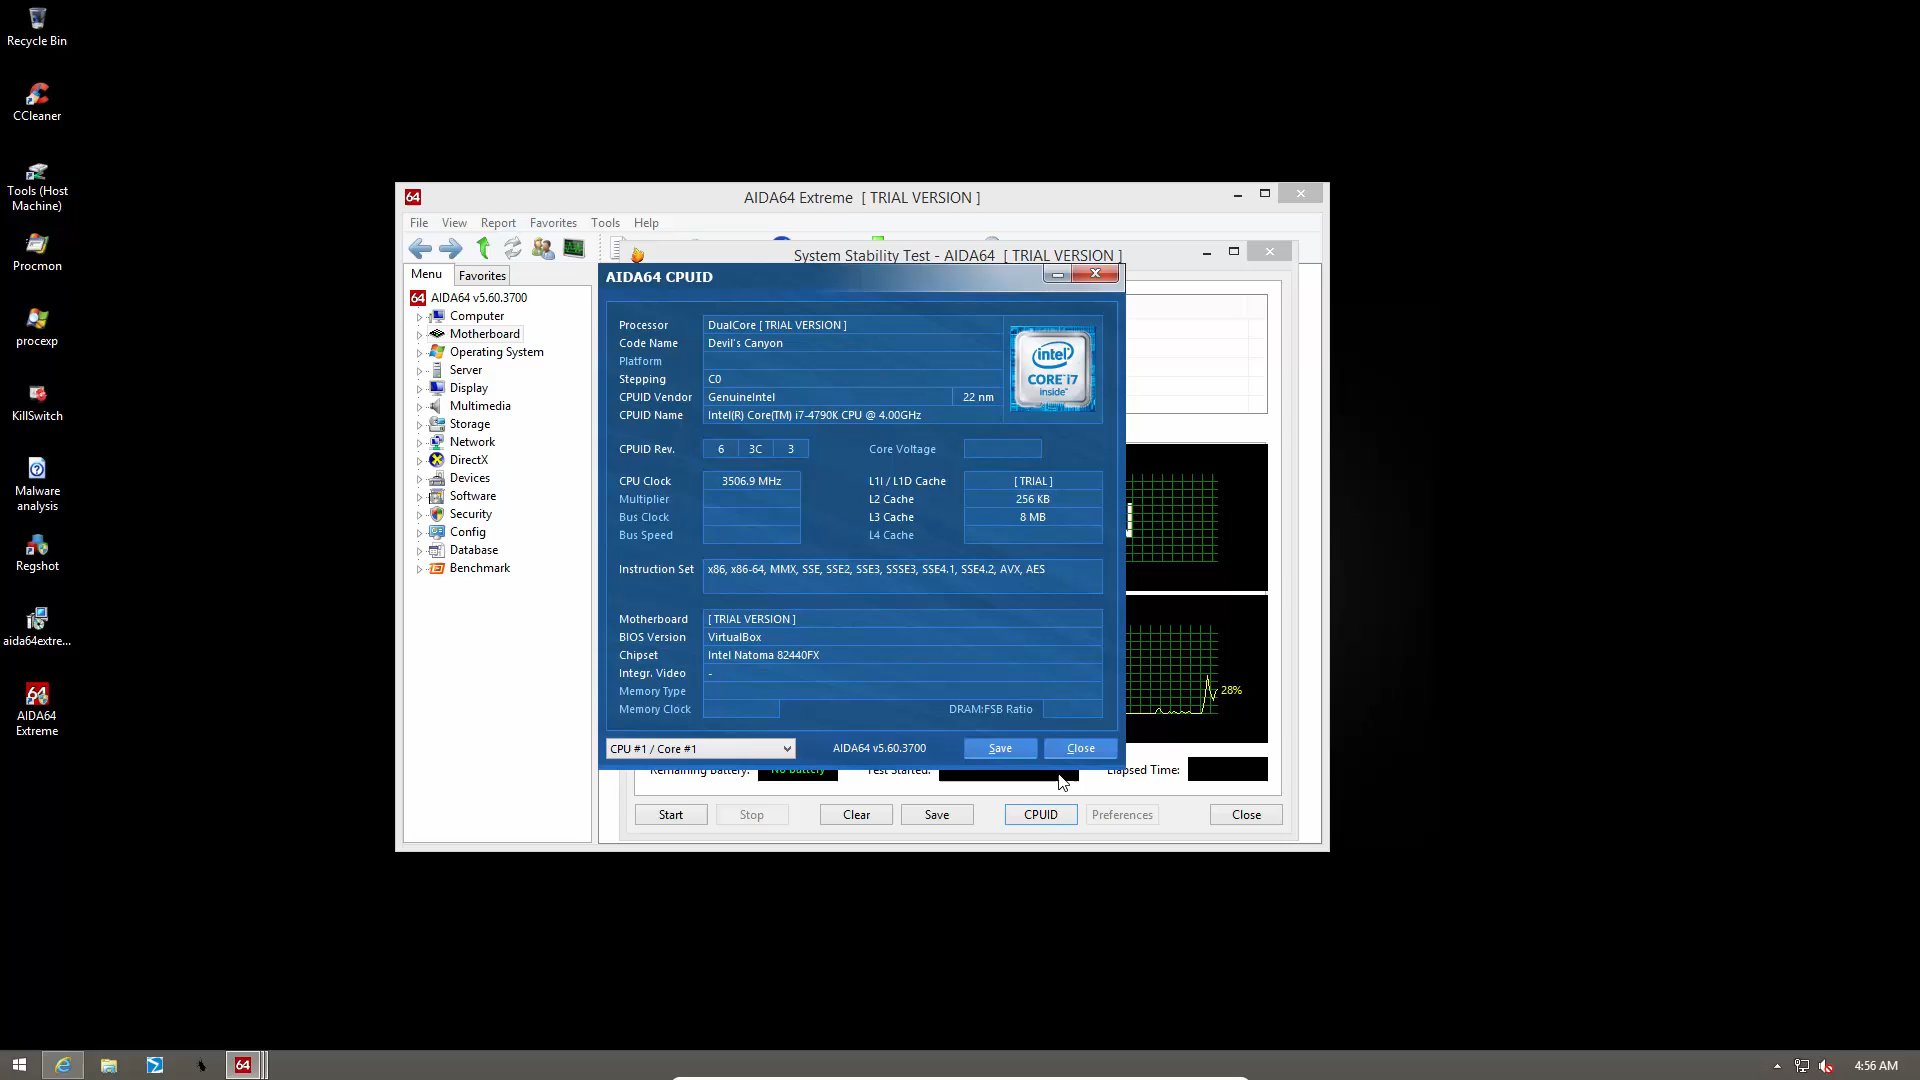 Recycle Bin
CCleaner
Tools (Host
Machine)
Procmon
procexp
KillSwitch
Malware
analysis
Regshot
aida64extre...
AIDA64
Extreme
64
AIDA64 Extreme [ TRIAL VERSION ]
File View Report Favorites Tools Help
Menu Favorites
64 AIDA64 v5.60.3700
Computer
Motherboard
Operating System
Server
Display
Multimedia
Storage
Network
DirectX
Devices
Software
Security
Config
Database
Benchmark
System Stability Test - AIDA64 [ TRIAL VERSION ]
AIDA64 CPUID
Processor DualCore [ TRIAL VERSION ]
Code Name Devil's Canyon
Platform
Stepping C0
CPUID Vendor GenuineIntel 22 nm
CPUID Name Intel(R) Core(TM) i7-4790K CPU @ 4.00GHz
intel
CORE i7
inside
CPUID Rev. 6 3C 3 Core Voltage
CPU Clock 3506.9 MHz L1I / L1D Cache [ TRIAL ]
Multiplier L2 Cache 256 KB
Bus Clock L3 Cache 8 MB
Bus Speed L4 Cache
Instruction Set x86, x86-64, MMX, SSE, SSE2, SSE3, SSSE3, SSE4.1, SSE4.2, AVX, AES
Motherboard [ TRIAL VERSION ]
BIOS Version VirtualBox
Chipset Intel Natoma 82440FX
Integr. Video -
Memory Type
Memory Clock DRAM:FSB Ratio
CPU #1 / Core #1 AIDA64 v5.60.3700 Save Close
28%
Remaining Battery: No battery Test Started: Elapsed Time:
Start Stop Clear Save CPUID Preferences Close
64
4:56 AM